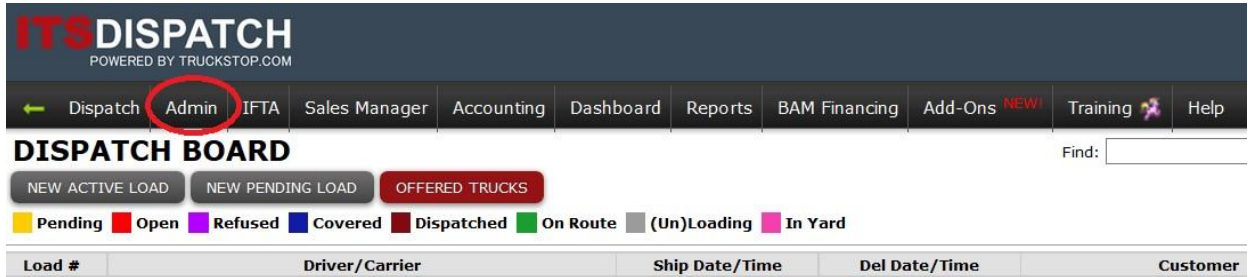 ITSDISPATCH
POWERED BY TRUCKSTOP.COM
Dispatch Admin IFTA Sales Manager Accounting Dashboard Reports BAM Financing Add-Ons NEW! Training Help
DISPATCH BOARD Find:
NEW ACTIVE LOAD NEW PENDING LOAD OFFERED TRUCKS
Pending Open Refused Covered Dispatched On Route (Un)Loading In Yard
Load # Driver/Carrier Ship Date/Time Del Date/Time Customer